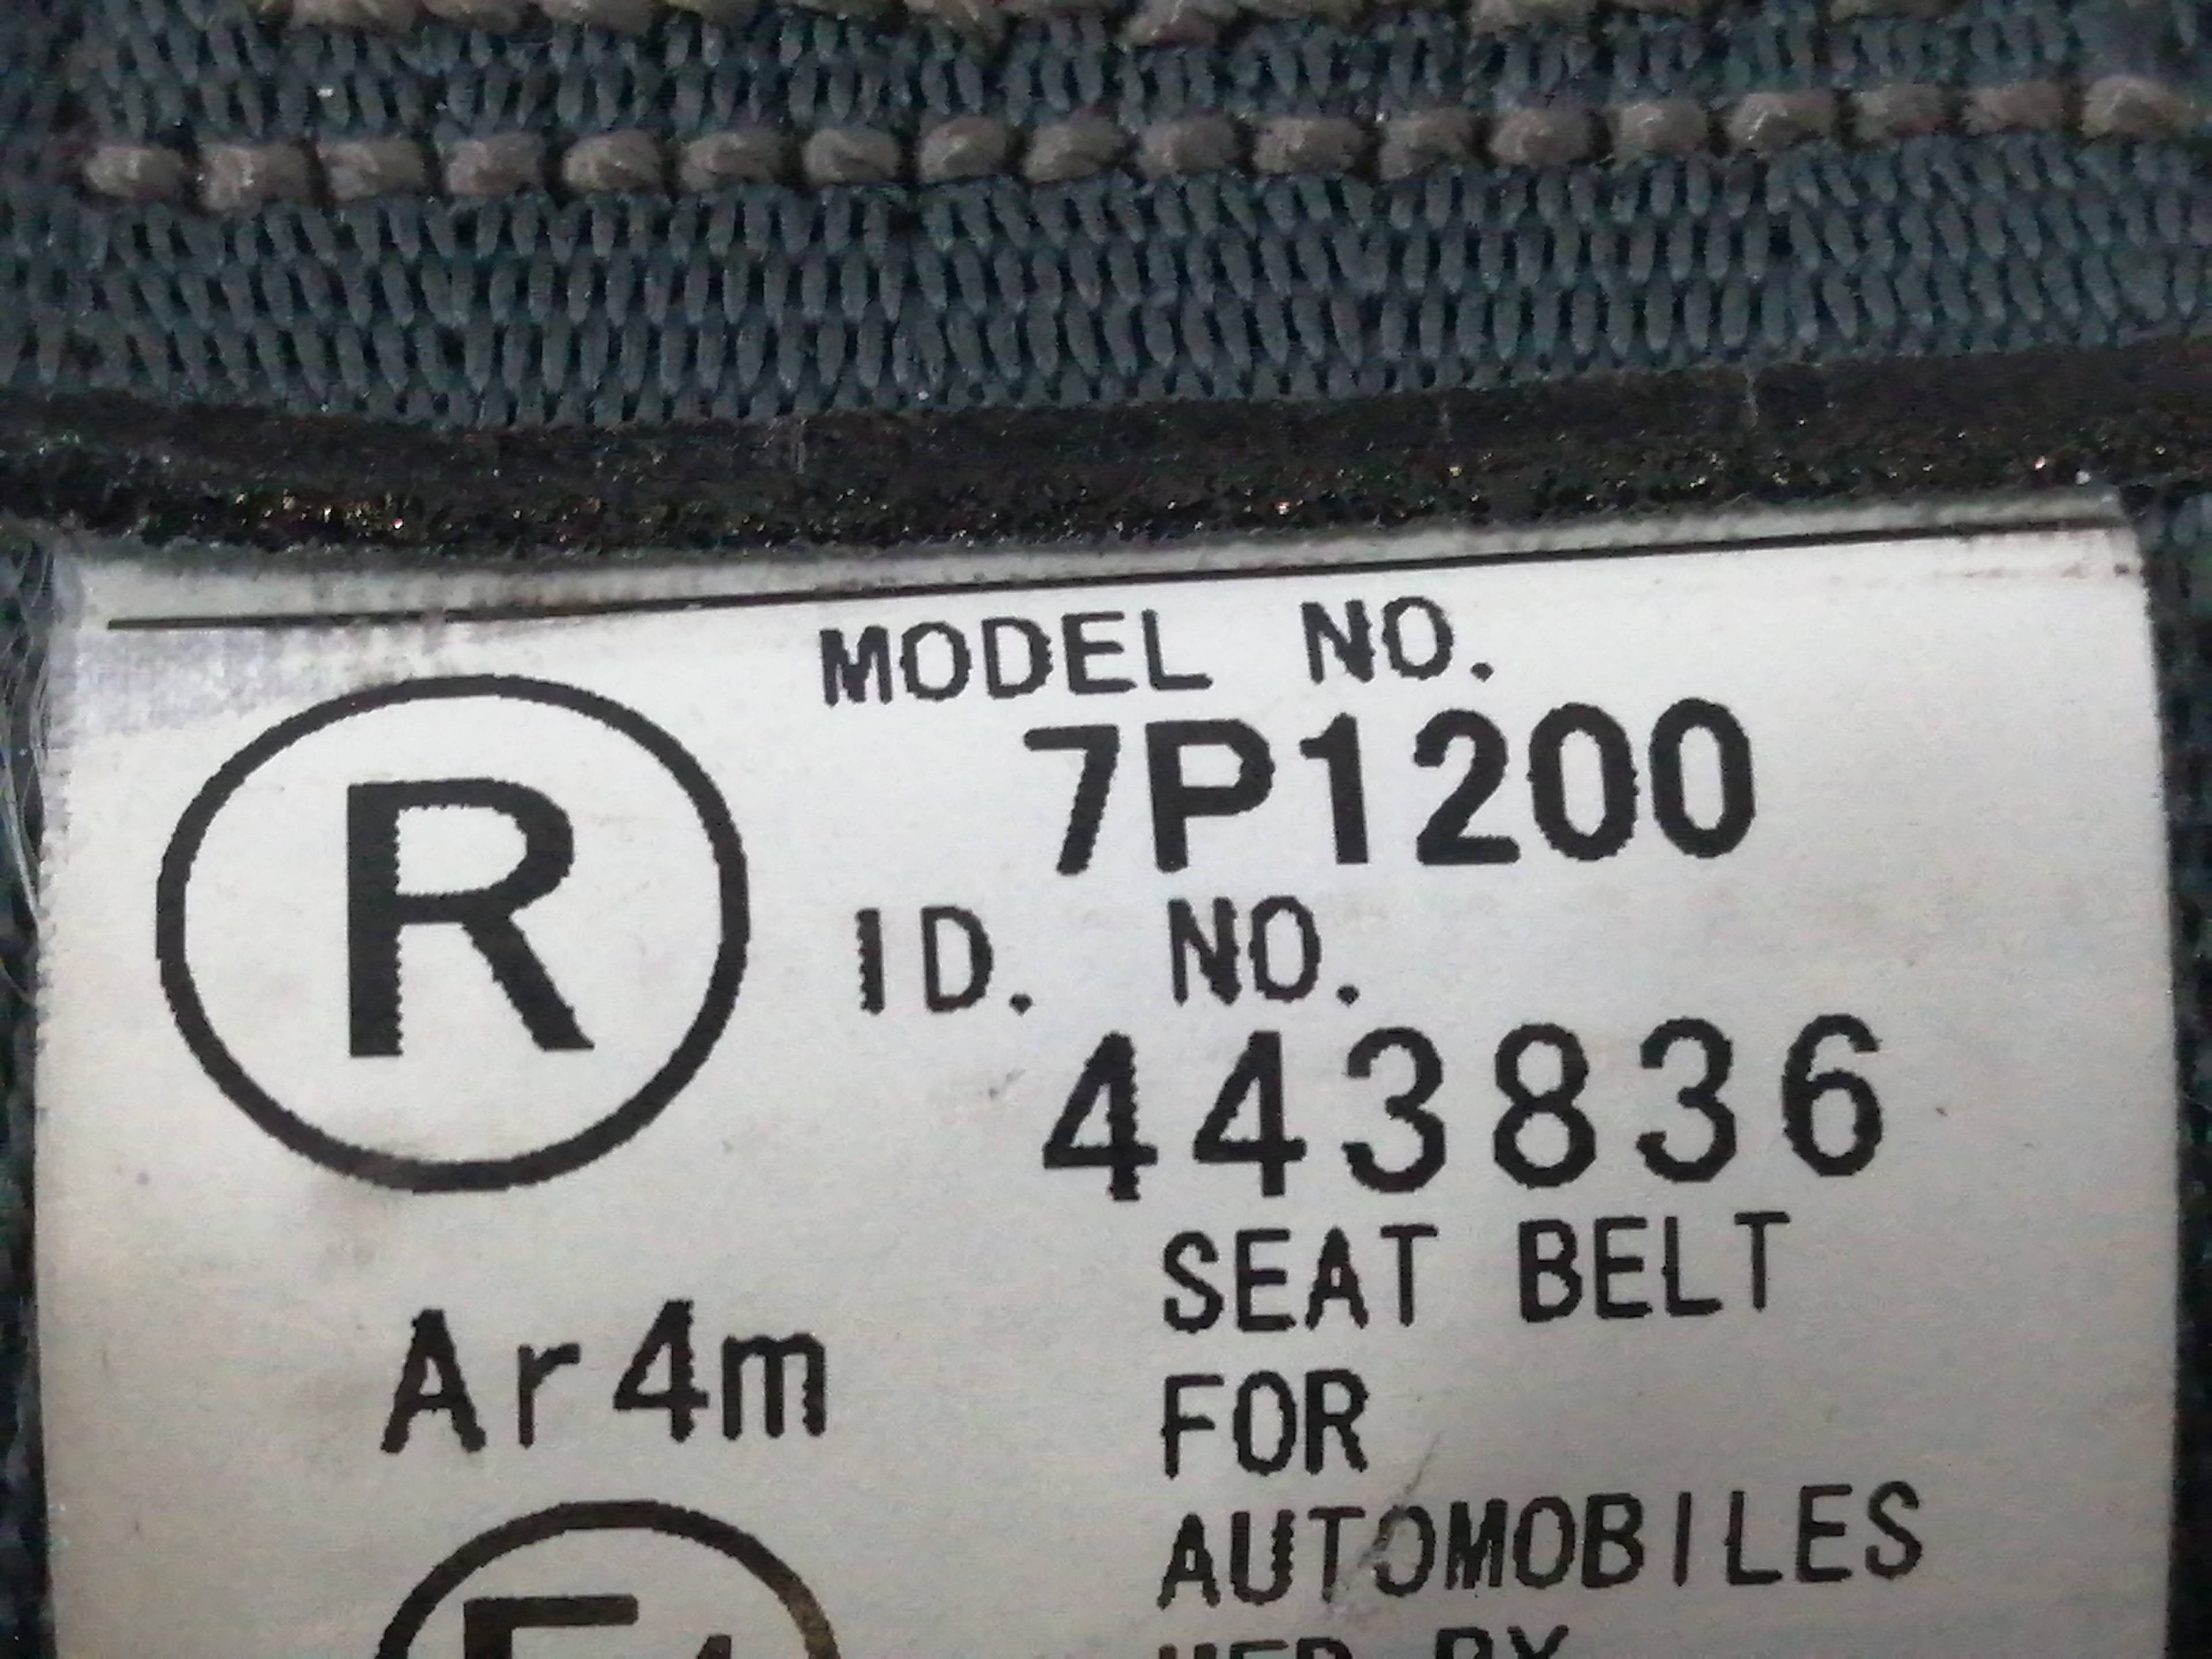 MODEL NO.
7P1200
R
ID. NO.
443836
SEAT BELT
Ar4m
FOR
AUTOMOBILES